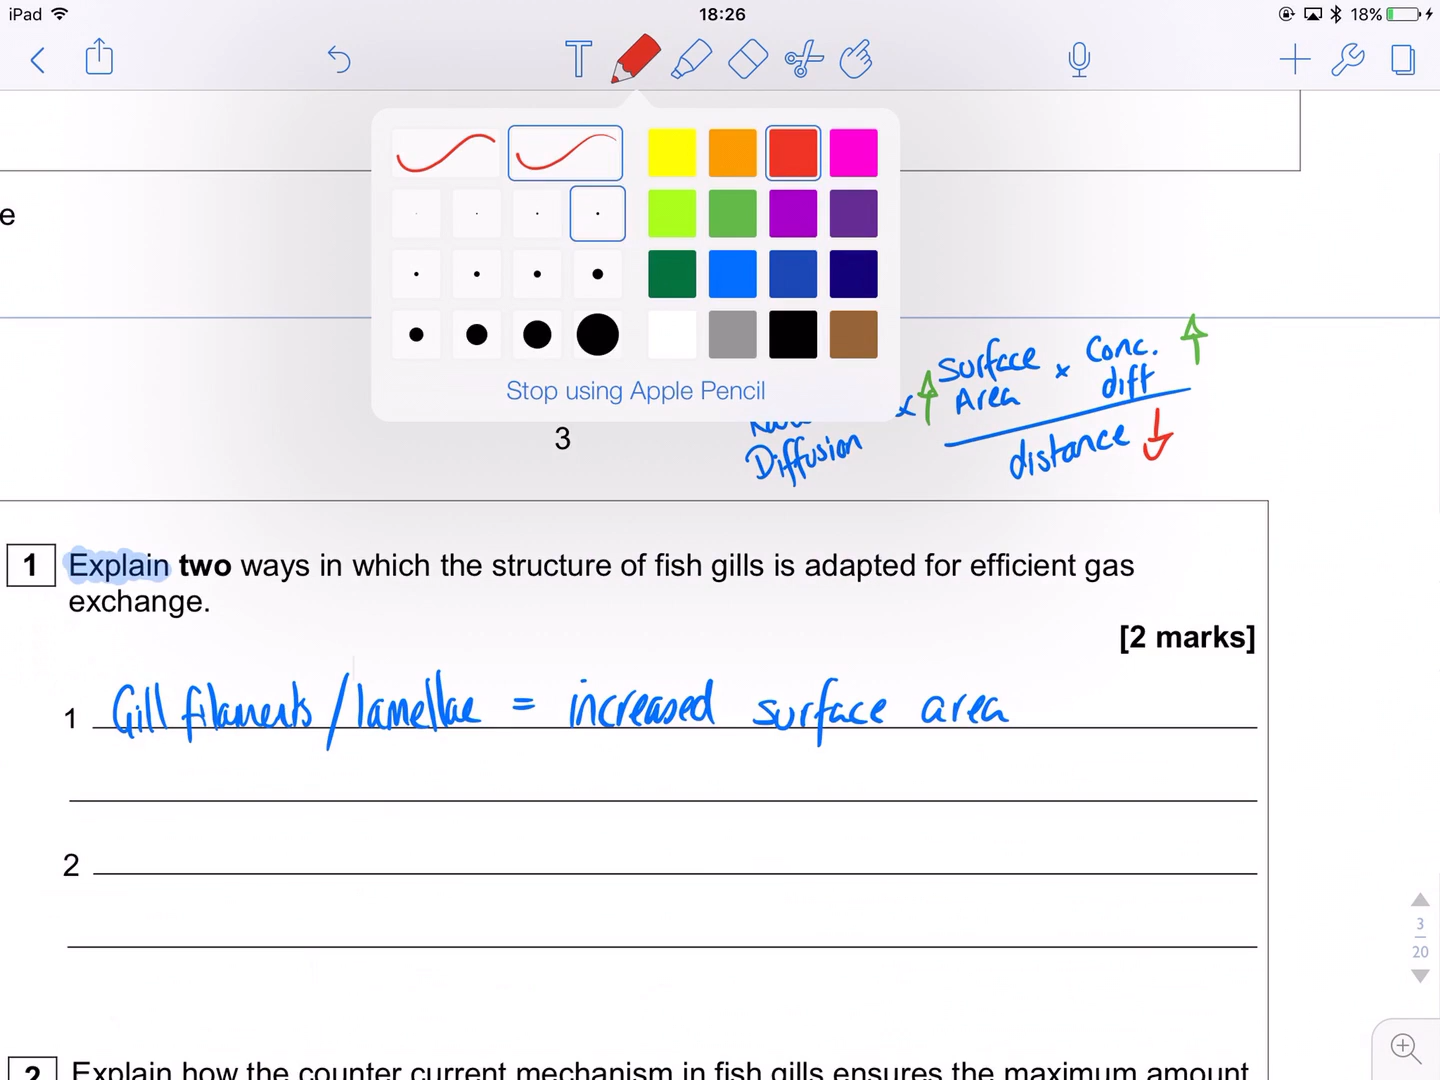 iPad 18:26 18%
T
e
Stop using Apple Pencil
Surface x Conc.
Area diff
Diffusion
distance
3
1 Explain two ways in which the structure of fish gills is adapted for efficient gas
exchange.
[2 marks]
1 Gill filaments / lamellae = increased surface area
2
3
20
2 Explain how the counter current mechanism in fish gills ensures the maximum amount